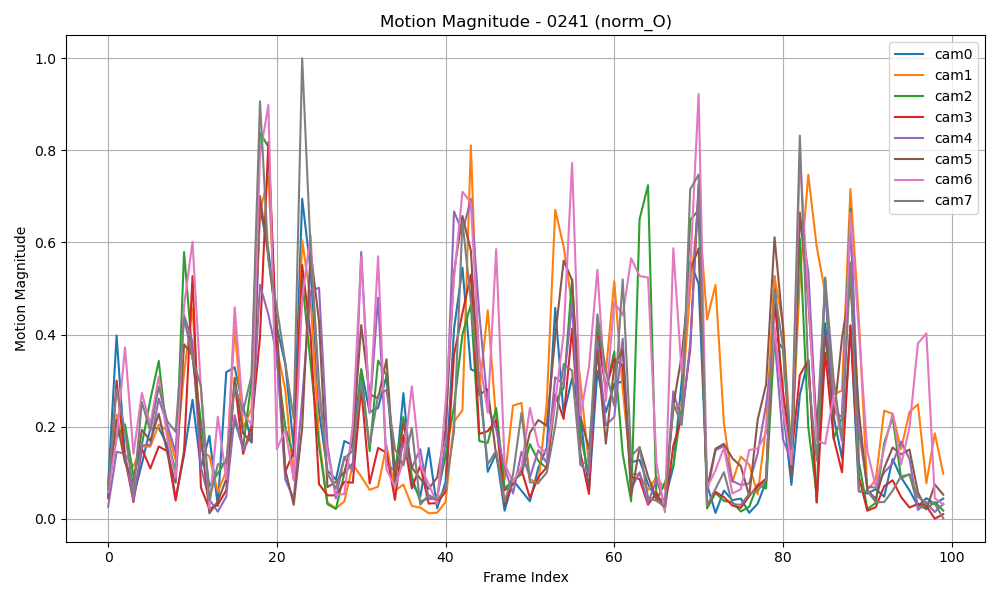 Motion Magnitude - 0241 (norm_O)
Motion Magnitude
1.0
0.8
0.6
0.4
0.2
0.0
0
20
40
60
80
100
Frame Index
cam0
cam1
cam2
cam3
cam4
cam5
cam6
cam7